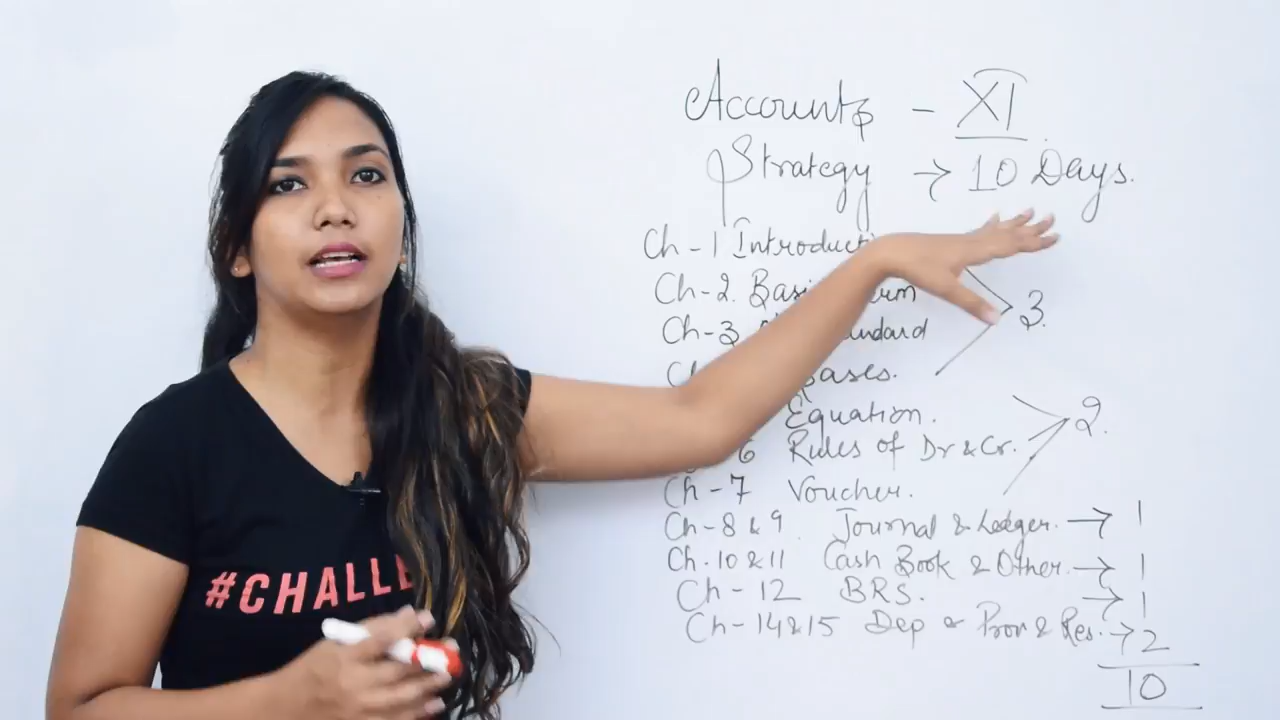 Accounts - XI
Strategy → 10 Days.
Ch-1 Introducti
Ch-2. Basi
Ch-3
Ch
ases.
Equation.
6 Rules of Dr & Cr.
Ch-7 Voucher.
Ch-8 & 9 Journal & Ledger. → 1
Ch.10 & 11 Cash Book & Other. → 1
Ch-12 BRS. → 1
Ch-14 & 15 Dep & Prov & Res. → 2
10
3.
2.
#CHALLE